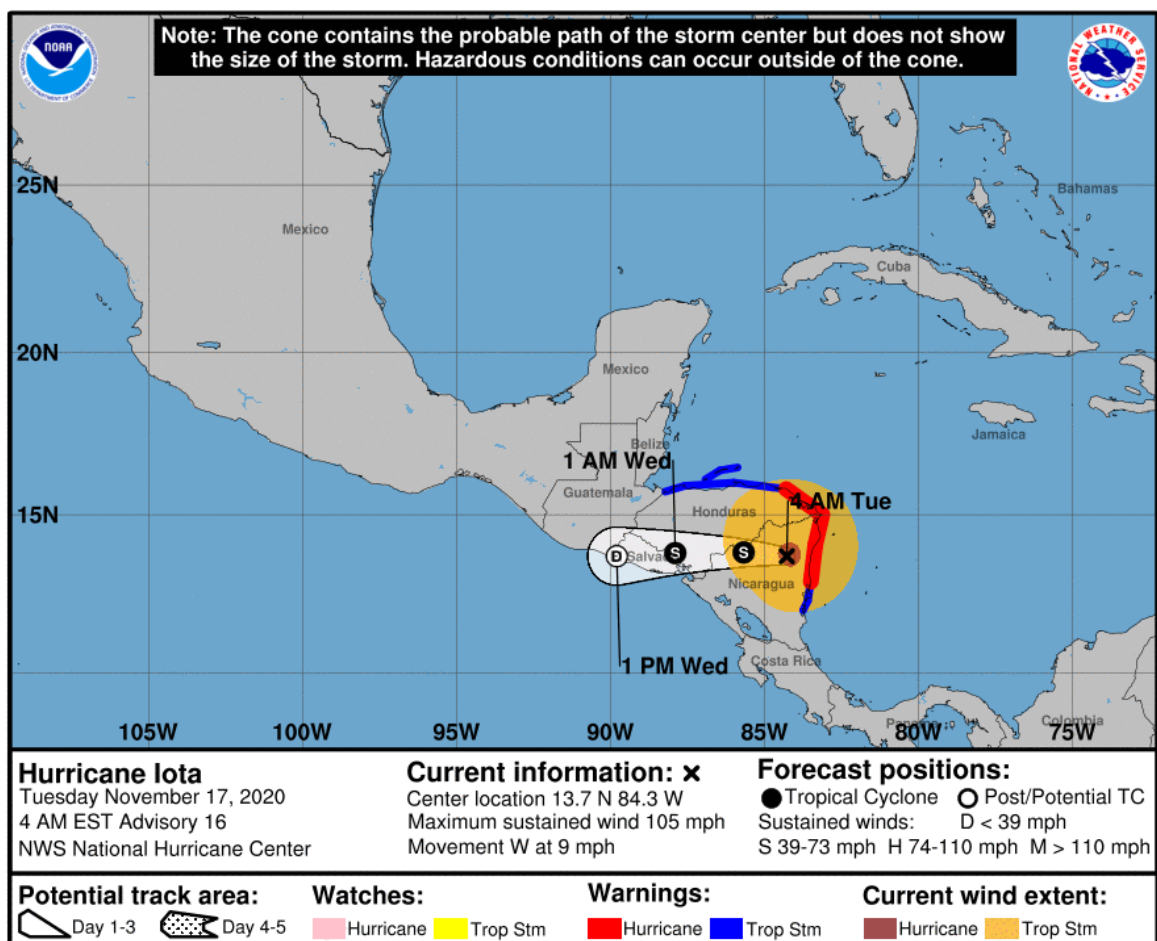 Note: The cone contains the probable path of the storm center but does not show
the size of the storm. Hazardous conditions can occur outside of the cone.
NOAA
NATIONAL WEATHER SERVICE
25N
Bahamas
Mexico
Cuba
20N
Mexico
Jamaica
Belize
1 AM Wed
Guatemala
4 AM Tue
15N
Honduras
D
S
S
Nicaragua
1 PM Wed
Costa Rica
Colombia
105W 100W 95W 90W 85W 80W 75W
Hurricane Iota
Tuesday November 17, 2020
4 AM EST Advisory 16
NWS National Hurricane Center
Current information: x
Center location 13.7 N 84.3 W
Maximum sustained wind 105 mph
Movement W at 9 mph
Forecast positions:
Tropical Cyclone Post/Potential TC
Sustained winds: D < 39 mph
S 39-73 mph H 74-110 mph M > 110 mph
Potential track area:
Day 1-3 Day 4-5
Watches:
Hurricane Trop Stm
Warnings:
Hurricane Trop Stm
Current wind extent:
Hurricane Trop Stm